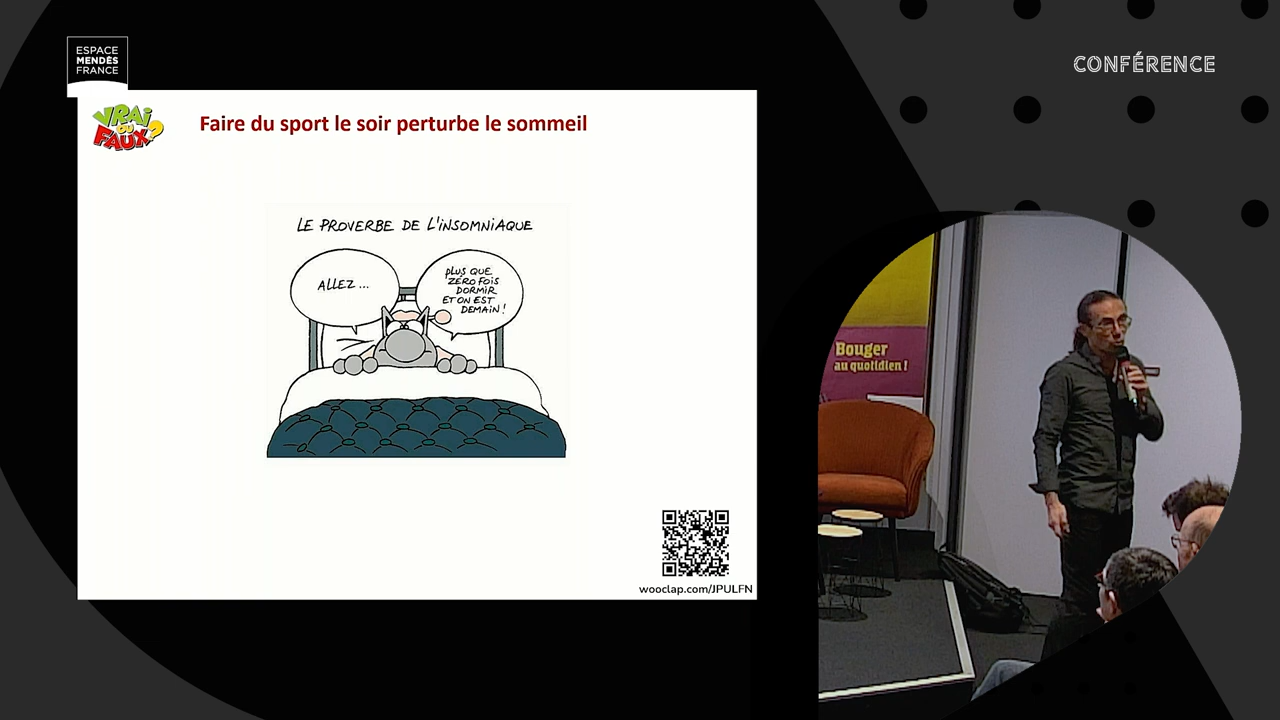 ESPACE
MENDÈS
FRANCE
CONFÉRENCE
VRAI
OU
FAUX?
Faire du sport le soir perturbe le sommeil
LE PROVERBE DE L'INSOMNIAQUE
ALLEZ ...
PLUS QUE
ZÉRO FOIS
DORMIR
ET ON EST
DEMAIN !
Bouger
au quotidien !
wooclap.com/JPULFN